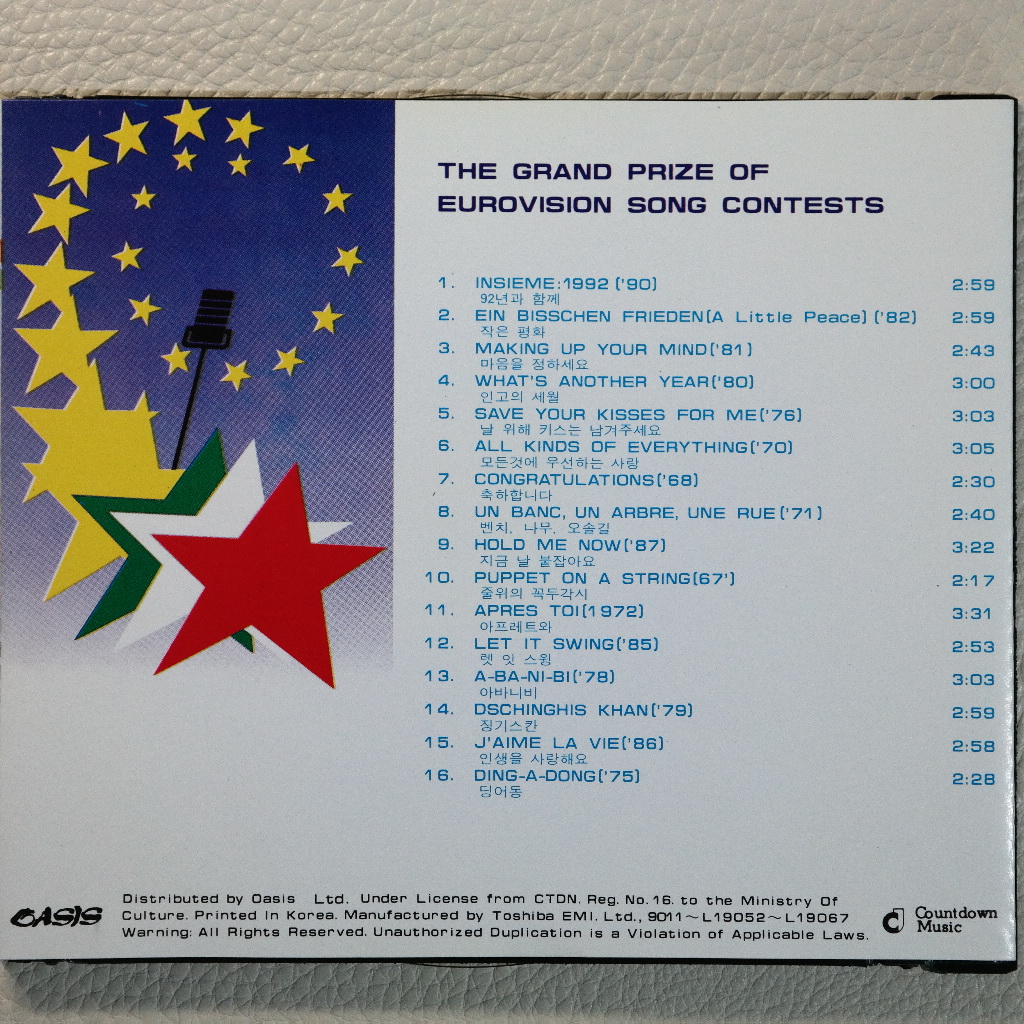 THE GRAND PRIZE OF
EUROVISION SONG CONTESTS
1. INSIEME:1992 ('90) 2:59
92년과 함께
2. EIN BISSCHEN FRIEDEN(A Little Peace) ('82) 2:59
작은 평화
3. MAKING UP YOUR MIND('81) 2:43
마음을 정하세요
4. WHAT'S ANOTHER YEAR('80) 3:00
인고의 세월
5. SAVE YOUR KISSES FOR ME('76) 3:03
날 위해 키스는 남겨주세요
6. ALL KINDS OF EVERYTHING('70) 3:05
모든것에 우선하는 사랑
7. CONGRATULATIONS('68) 2:30
축하합니다
8. UN BANC, UN ARBRE, UNE RUE('71) 2:40
벤치, 나무, 오솔길
9. HOLD ME NOW('87) 3:22
지금 날 붙잡아요
10. PUPPET ON A STRING(67') 2:17
줄위의 꼭두각시
11. APRES TOI(1972) 3:31
아프레트와
12. LET IT SWING('85) 2:53
렛 잇 스윙
13. A-BA-NI-BI('78) 3:03
아바니비
14. DSCHINGHIS KHAN('79) 2:59
징기스칸
15. J'AIME LA VIE('86) 2:58
인생을 사랑해요
16. DING-A-DONG('75) 2:28
딩어동
OASIS
Distributed by Oasis Ltd. Under License from CTDN. Reg. No. 16. to the Ministry Of
Culture. Printed In Korea. Manufactured by Toshiba EMI. Ltd., 9011~L19052~L19067
Warning: All Rights Reserved. Unauthorized Duplication is a Violation of Applicable Laws.
Countdown
Music